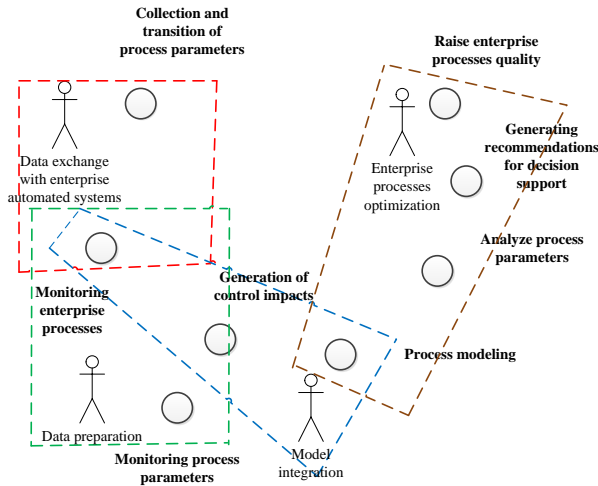 Collection and
transition of
process parameters
Raise enterprise
processes quality
Generating
recommendations
for decision
support
Data exchange
with enterprise
automated systems
Enterprise
processes
optimization
Analyze process
parameters
Generation of
control impacts
Monitoring
enterprise
processes
Process modeling
Data preparation
Model
integration
Monitoring process
parameters